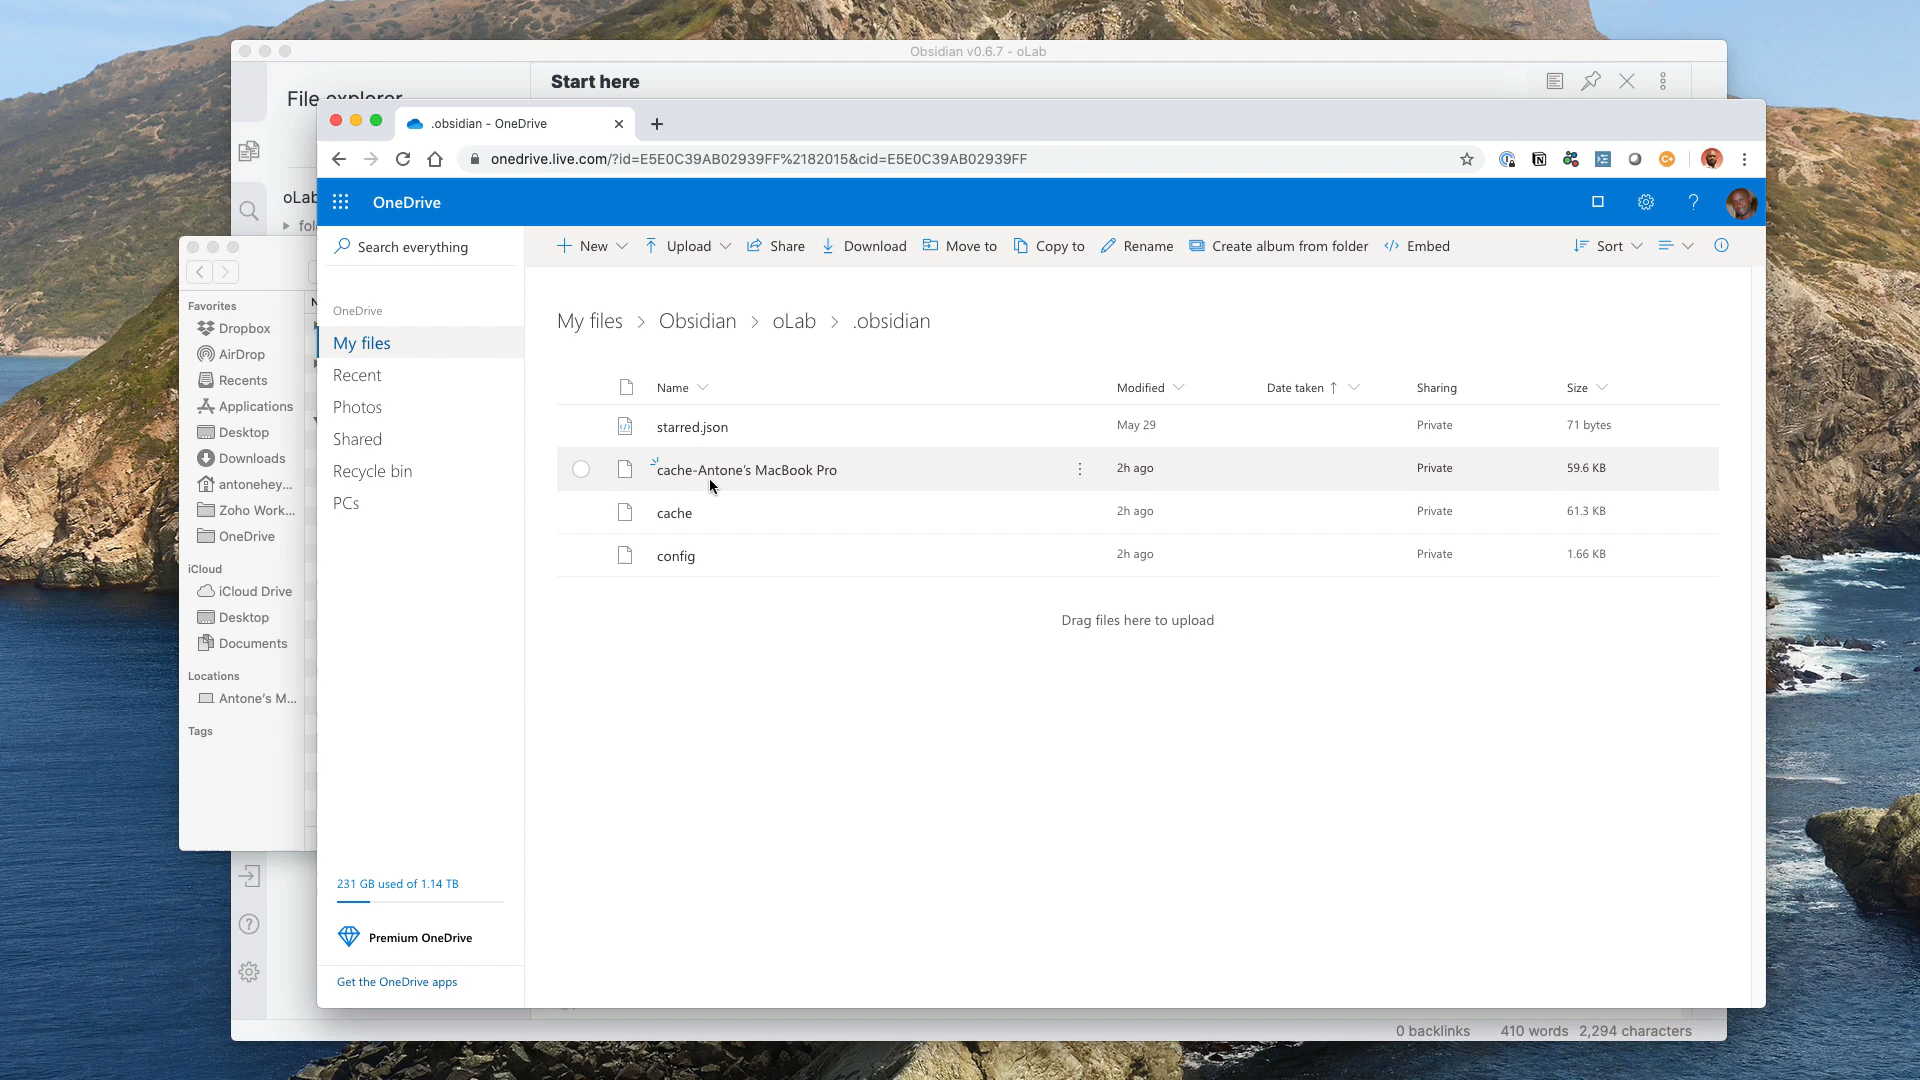 Obsidian v0.6.7 - oLab
File explorer
Start here
.obsidian - OneDrive
onedrive.live.com/?id=E5E0C39AB02939FF%2182015&cid=E5E0C39AB02939FF
oLab
OneDrive
Search everything
New
Upload
Share
Download
Move to
Copy to
Rename
Create album from folder
Embed
Sort
Favorites
Dropbox
AirDrop
Recents
Applications
Desktop
Downloads
antonehey...
Zoho Work...
OneDrive
iCloud
iCloud Drive
Desktop
Documents
Locations
Antone's M...
Tags
OneDrive
My files
Recent
Photos
Shared
Recycle bin
PCs
231 GB used of 1.14 TB
Premium OneDrive
Get the OneDrive apps
My files > Obsidian > oLab > .obsidian
Name Modified Date taken ↑ Sharing Size
starred.json May 29 Private 71 bytes
cache-Antone's MacBook Pro 2h ago Private 59.6 KB
cache 2h ago Private 61.3 KB
config 2h ago Private 1.66 KB
Drag files here to upload
0 backlinks 410 words 2,294 characters